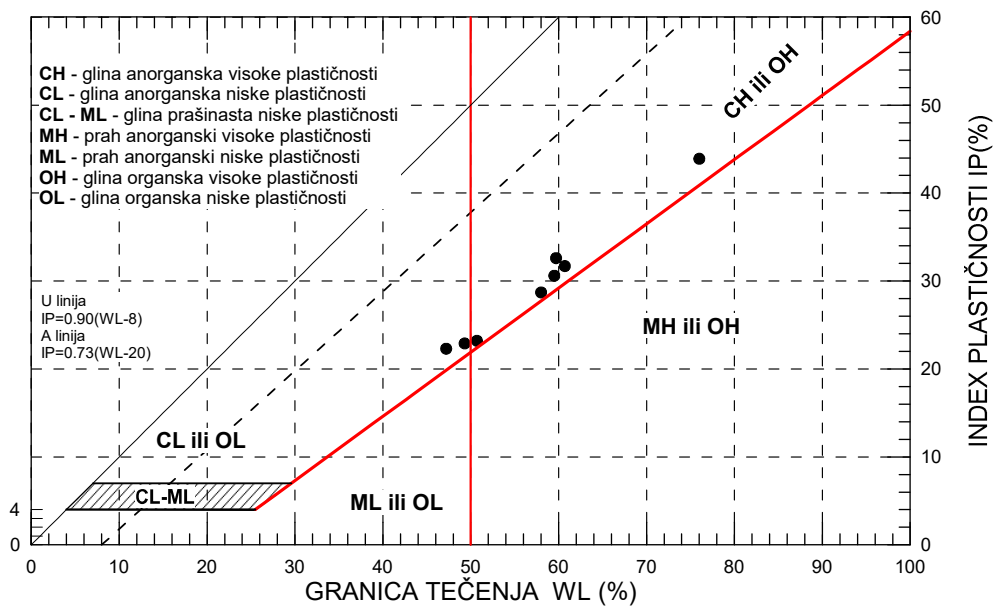 CH - glina anorganska visoke plastičnosti
CL - glina anorganska niske plastičnosti
CL - ML - glina prašinasta niske plastičnosti
MH - prah anorganski visoke plastičnosti
ML - prah anorganski niske plastičnosti
OH - glina organska visoke plastičnosti
OL - glina organska niske plastičnosti
U linija
IP=0.90(WL-8)
A linija
IP=0.73(WL-20)
CH ili OH
MH ili OH
CL ili OL
CL-ML
ML ili OL
4
0
0 10 20 30 40 50 60 70 80 90 100
GRANICA TEČENJA WL (%)
60
50
40
30
20
10
0
INDEX PLASTIČNOSTI IP(%)